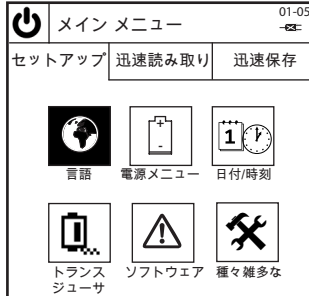 メイン メニュー
01-05
セットアップ 迅速読み取り 迅速保存
1
言語 電源メニュー 日付/時刻
トランス
ジューサ ソフトウェア 種々雑多な